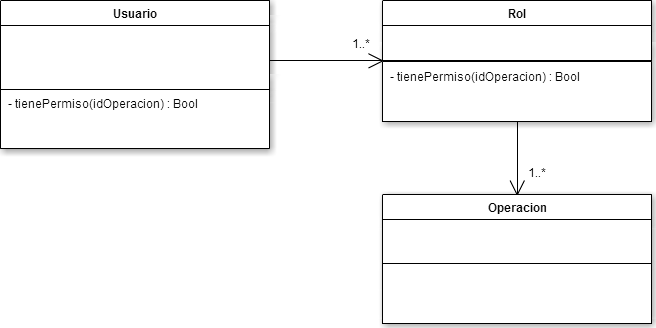 Usuario
- tienePermiso(idOperacion) : Bool
1..*
Rol
- tienePermiso(idOperacion) : Bool
1..*
Operacion